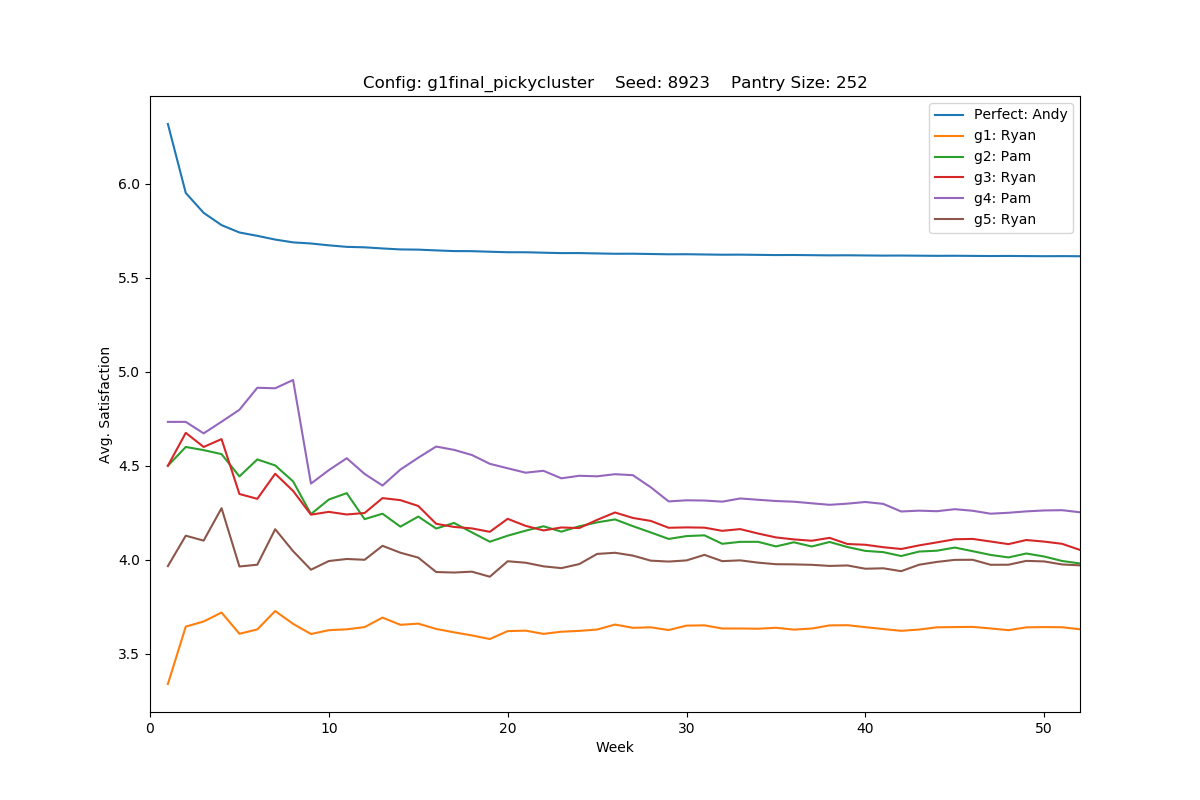 Config: g1final_pickycluster    Seed: 8923    Pantry Size: 252
Perfect: Andy
g1: Ryan
g2: Pam
g3: Ryan
g4: Pam
g5: Ryan
Avg. Satisfaction
6.0
5.5
5.0
4.5
4.0
3.5
0 10 20 30 40 50
Week